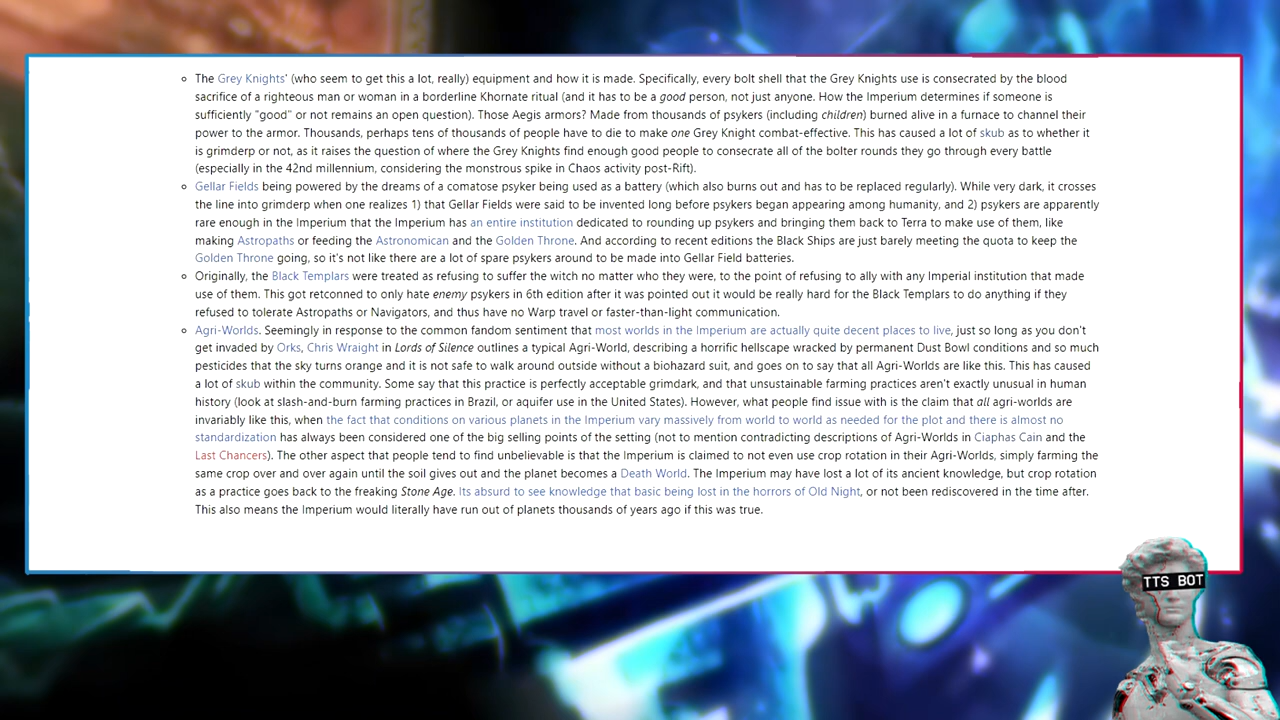 The Grey Knights' (who seem to get this a lot, really) equipment and how it is made. Specifically, every bolt shell that the Grey Knights use is consecrated by the blood
sacrifice of a righteous man or woman in a borderline Khornate ritual (and it has to be a good person, not just anyone. How the Imperium determines if someone is
sufficiently "good" or not remains an open question). Those Aegis armors? Made from thousands of psykers (including children) burned alive in a furnace to channel their
power to the armor. Thousands, perhaps tens of thousands of people have to die to make one Grey Knight combat-effective. This has caused a lot of skub as to whether it
is grimderp or not, as it raises the question of where the Grey Knights find enough good people to consecrate all of the bolter rounds they go through every battle
(especially in the 42nd millennium, considering the monstrous spike in Chaos activity post-Rift).
Gellar Fields being powered by the dreams of a comatose psyker being used as a battery (which also burns out and has to be replaced regularly). While very dark, it crosses
the line into grimderp when one realizes 1) that Gellar Fields were said to be invented long before psykers began appearing among humanity, and 2) psykers are apparently
rare enough in the Imperium that the Imperium has an entire institution dedicated to rounding up psykers and bringing them back to Terra to make use of them, like
making Astropaths or feeding the Astronomican and the Golden Throne. And according to recent editions the Black Ships are just barely meeting the quota to keep the
Golden Throne going, so it's not like there are a lot of spare psykers around to be made into Gellar Field batteries.
Originally, the Black Templars were treated as refusing to suffer the witch no matter who they were, to the point of refusing to ally with any Imperial institution that made
use of them. This got retconned to only hate enemy psykers in 6th edition after it was pointed out it would be really hard for the Black Templars to do anything if they
refused to tolerate Astropaths or Navigators, and thus have no Warp travel or faster-than-light communication.
Agri-Worlds. Seemingly in response to the common fandom sentiment that most worlds in the Imperium are actually quite decent places to live, just so long as you don't
get invaded by Orks, Chris Wraight in Lords of Silence outlines a typical Agri-World, describing a horrific hellscape wracked by permanent Dust Bowl conditions and so much
pesticides that the sky turns orange and it is not safe to walk around outside without a biohazard suit, and goes on to say that all Agri-Worlds are like this. This has caused
a lot of skub within the community. Some say that this practice is perfectly acceptable grimdark, and that unsustainable farming practices aren't exactly unusual in human
history (look at slash-and-burn farming practices in Brazil, or aquifer use in the United States). However, what people find issue with is the claim that all agri-worlds are
invariably like this, when the fact that conditions on various planets in the Imperium vary massively from world to world as needed for the plot and there is almost no
standardization has always been considered one of the big selling points of the setting (not to mention contradicting descriptions of Agri-Worlds in Ciaphas Cain and the
Last Chancers). The other aspect that people tend to find unbelievable is that the Imperium is claimed to not even use crop rotation in their Agri-Worlds, simply farming the
same crop over and over again until the soil gives out and the planet becomes a Death World. The Imperium may have lost a lot of its ancient knowledge, but crop rotation
as a practice goes back to the freaking Stone Age. Its absurd to see knowledge that basic being lost in the horrors of Old Night, or not been rediscovered in the time after.
This also means the Imperium would literally have run out of planets thousands of years ago if this was true.
TTS BOT